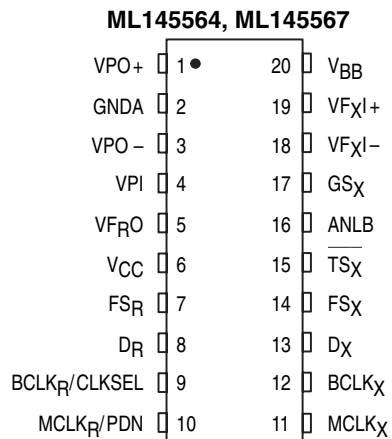 ML145564, ML145567
VPO+ 1 20 VBB
GNDA 2 19 VFXI+
VPO– 3 18 VFXI–
VPI 4 17 GSX
VFRO 5 16 ANLB
VCC 6 15 TSX
FSR 7 14 FSX
DR 8 13 DX
BCLKR/CLKSEL 9 12 BCLKX
MCLKR/PDN 10 11 MCLKX